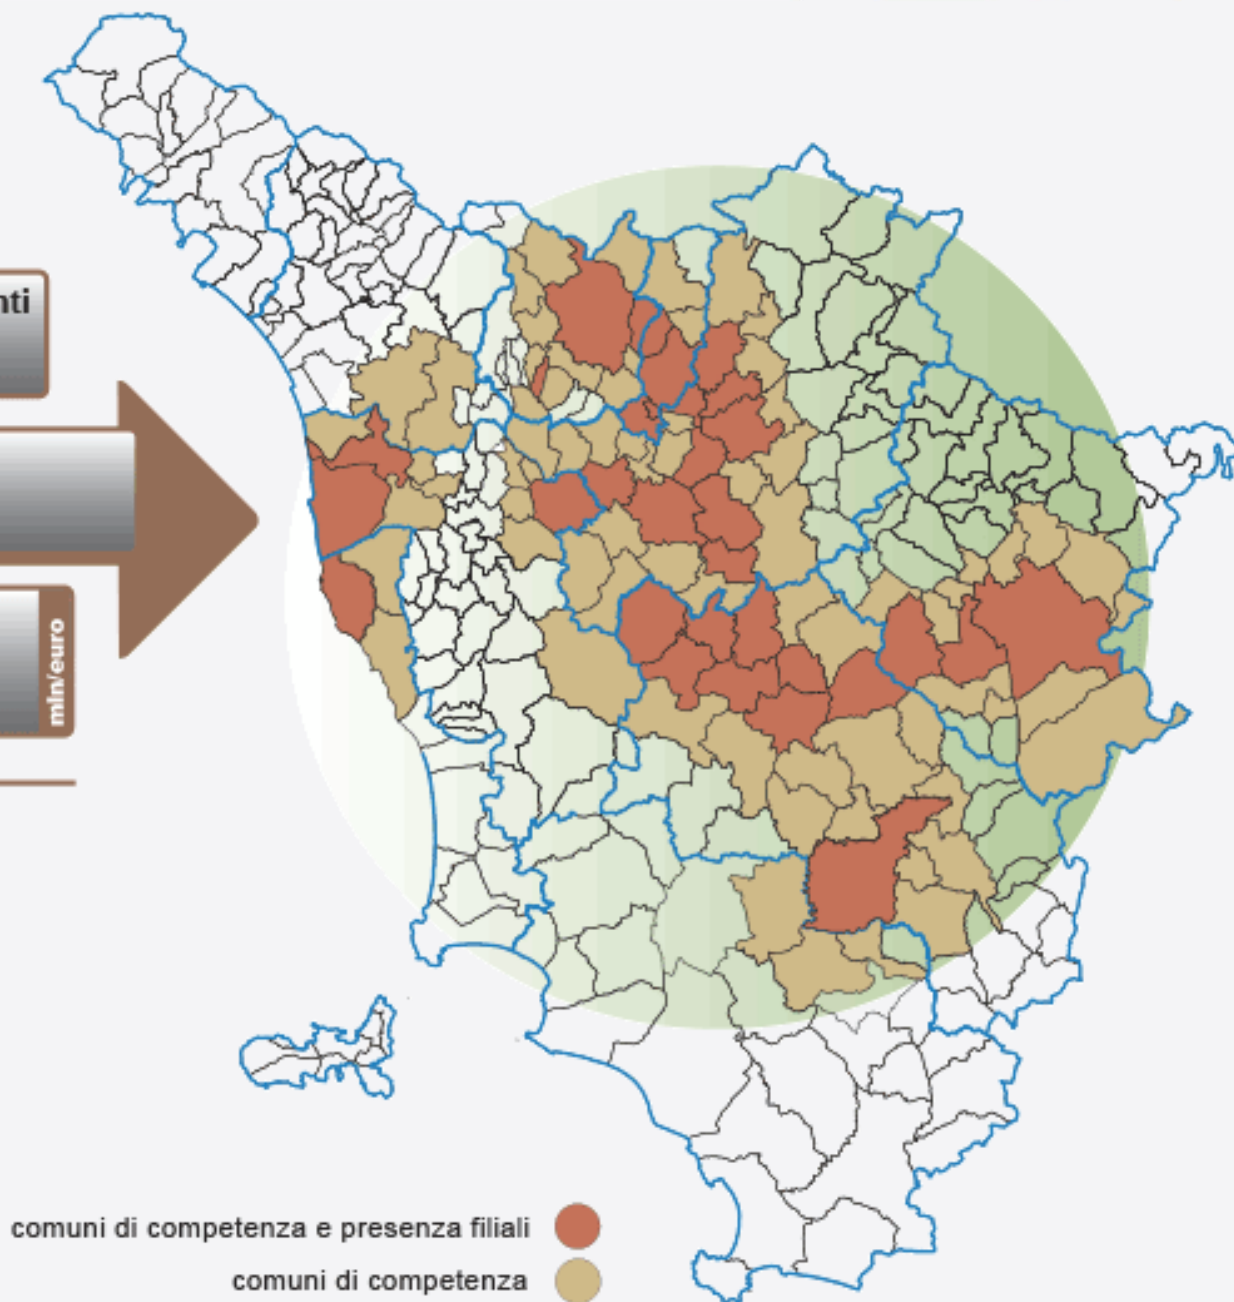 nti
mln/euro
comuni di competenza e presenza filiali
comuni di competenza